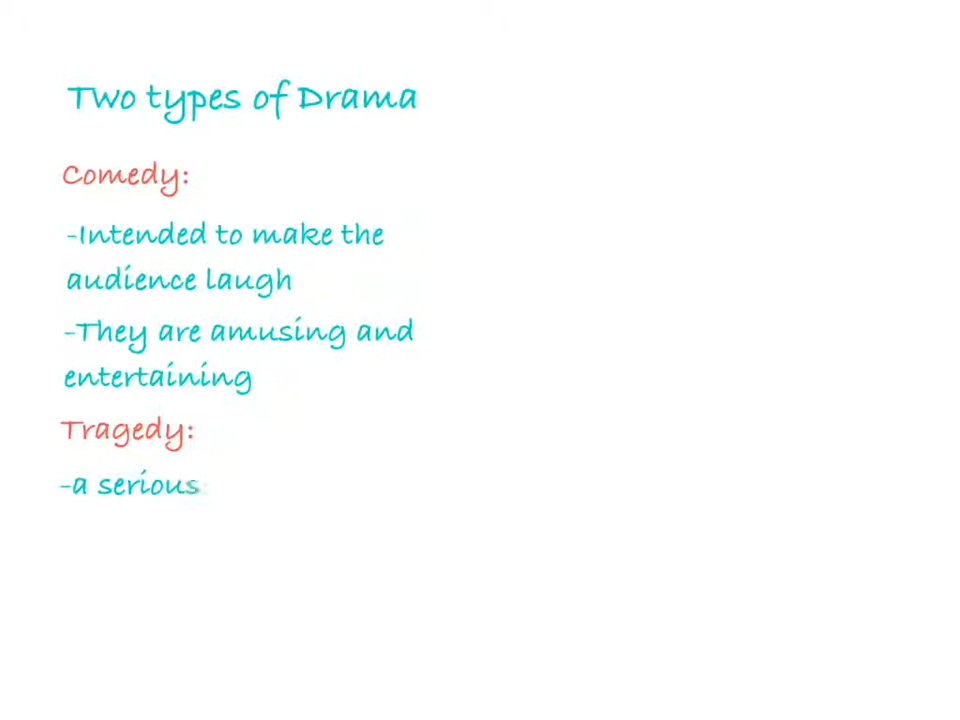 Two types of Drama
Comedy:
-Intended to make the
audience laugh
-They are amusing and
entertaining
Tragedy:
-a serious